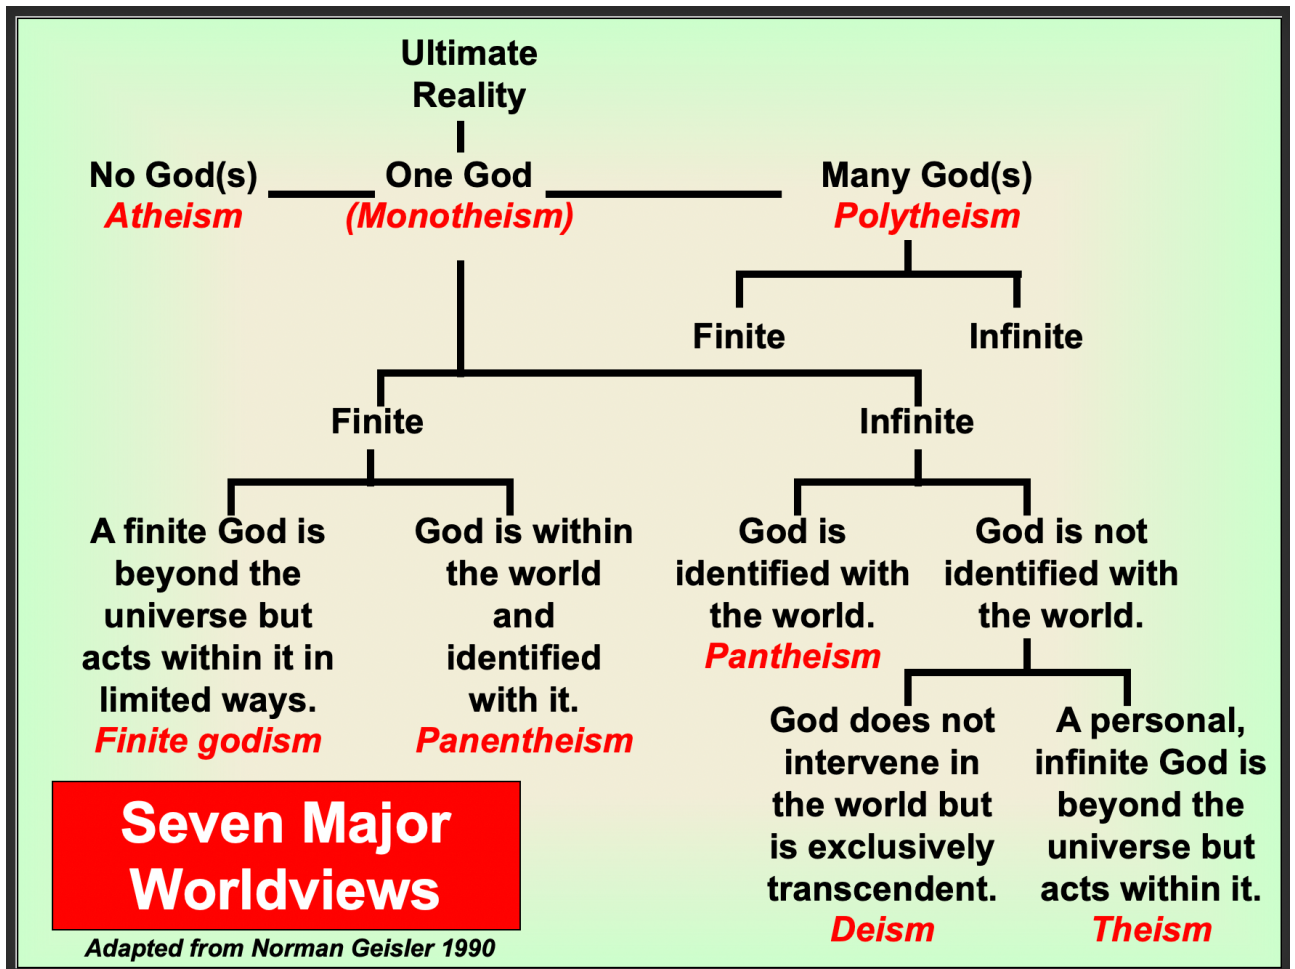 Ultimate
Reality
No God(s)
Atheism
One God
(Monotheism)
Many God(s)
Polytheism
Finite
Infinite
Finite
Infinite
A finite God is
beyond the
universe but
acts within it in
limited ways.
Finite godism
God is within
the world
and
identified
with it.
Panentheism
God is
identified with
the world.
Pantheism
God is not
identified with
the world.
God does not
intervene in
the world but
is exclusively
transcendent.
Deism
A personal,
infinite God is
beyond the
universe but
acts within it.
Theism
Seven Major
Worldviews
Adapted from Norman Geisler 1990